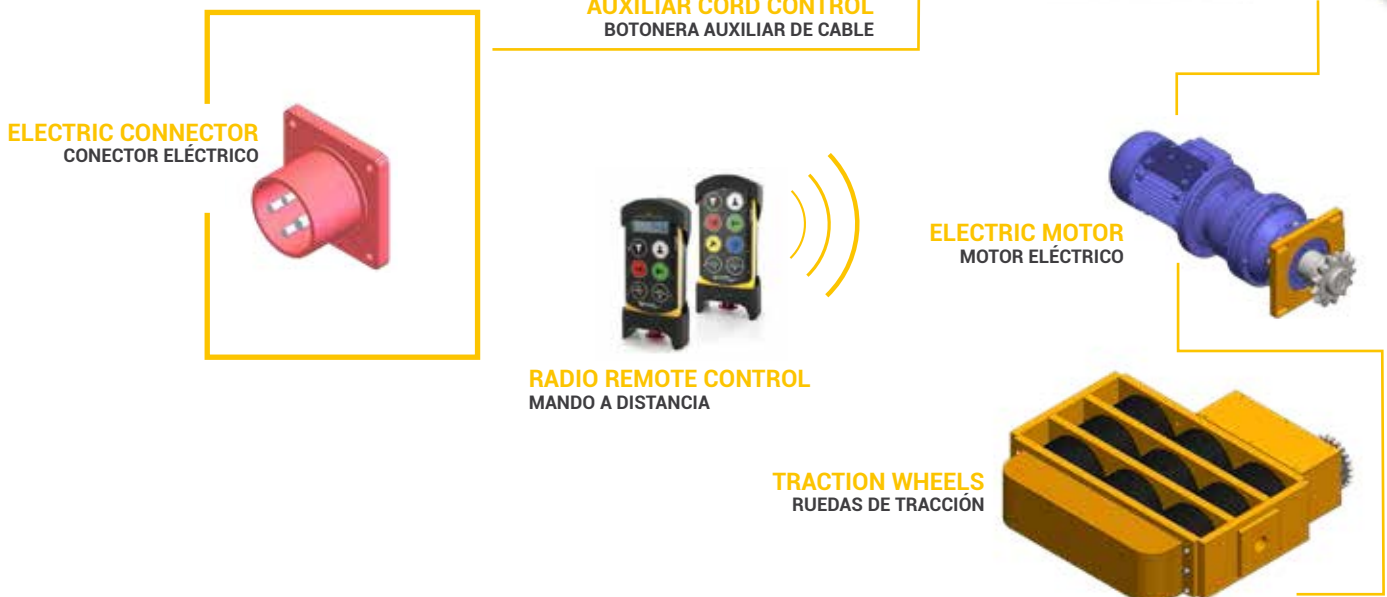 AUXILIAR CORD CONTROL
BOTONERA AUXILIAR DE CABLE
ELECTRIC CONNECTOR
CONECTOR ELÉCTRICO
ELECTRIC MOTOR
MOTOR ELÉCTRICO
RADIO REMOTE CONTROL
MANDO A DISTANCIA
TRACTION WHEELS
RUEDAS DE TRACCIÓN